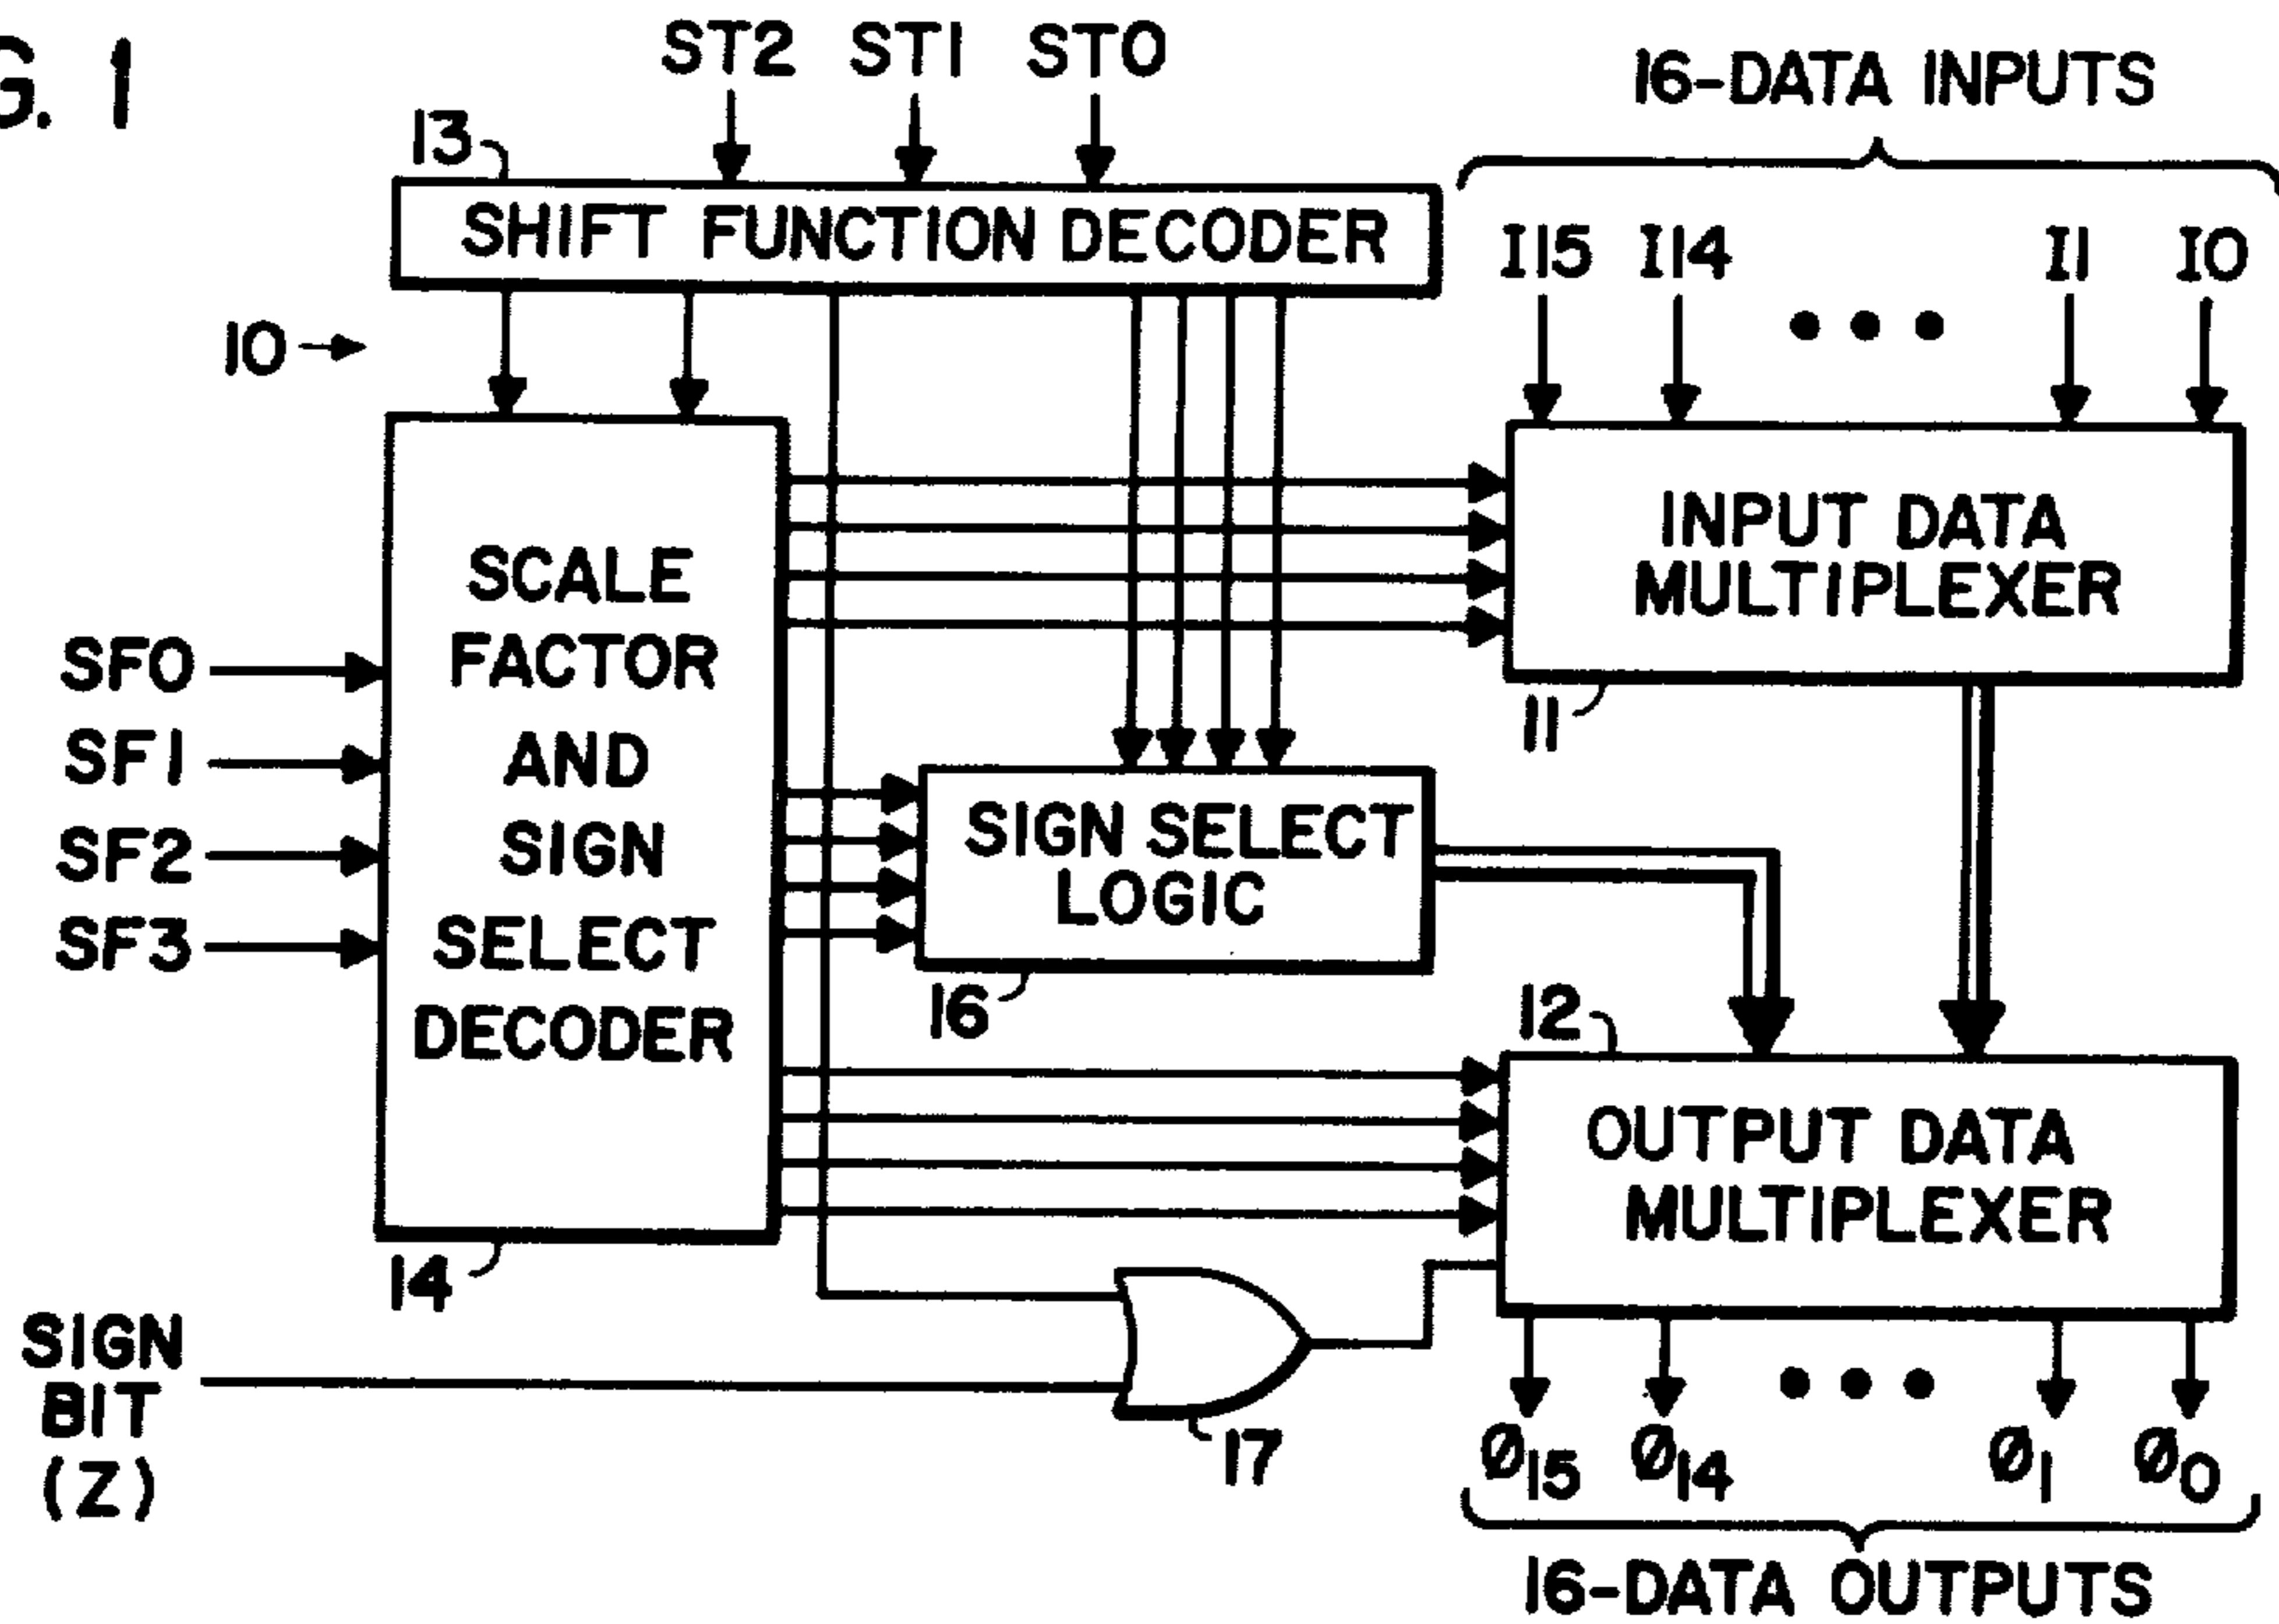 G. 1
ST2 ST1 ST0
16-DATA INPUTS
13
SHIFT FUNCTION DECODER
I15 I14 I1 I0
10
INPUT DATA
MULTIPLEXER
11
SCALE
FACTOR
AND
SIGN
SELECT
DECODER
SF0
SF1
SF2
SF3
SIGN SELECT
LOGIC
16
12
OUTPUT DATA
MULTIPLEXER
14
SIGN
BIT
(Z)
17
Ø15 Ø14 Ø1 Ø0
16-DATA OUTPUTS